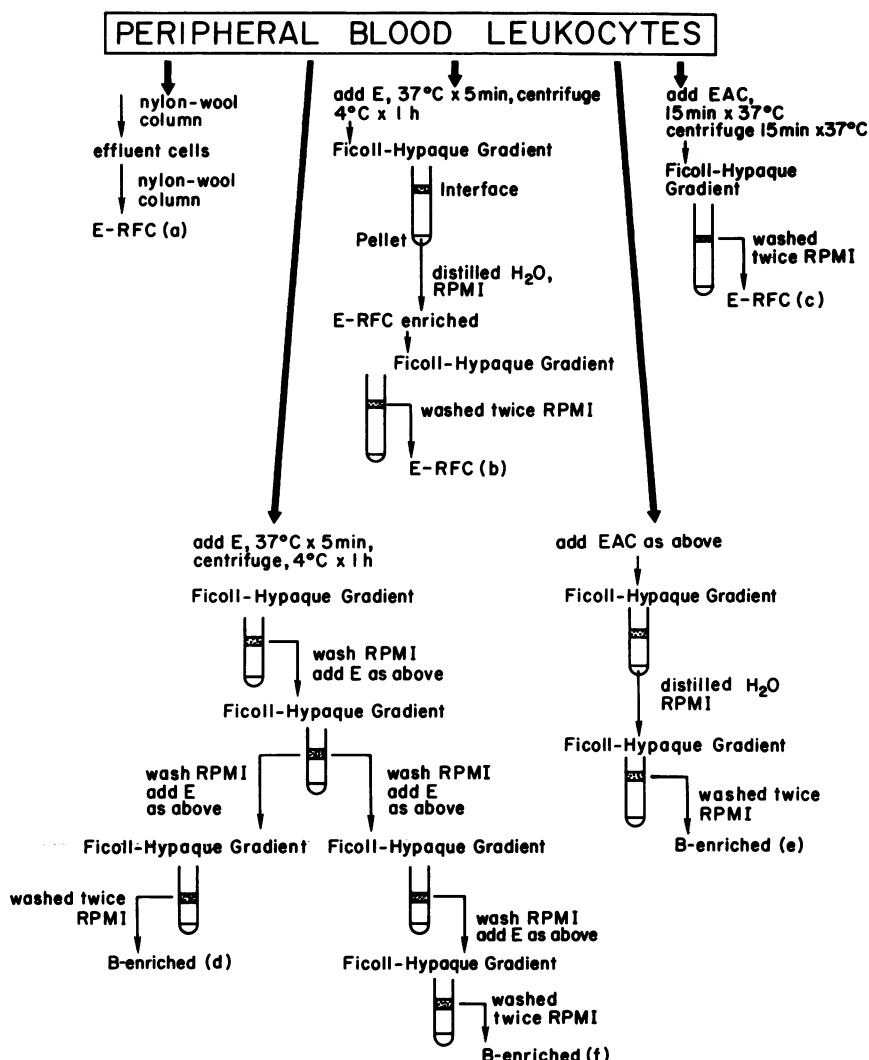 PERIPHERAL BLOOD LEUKOCYTES
nylon-wool
column
effluent cells
nylon-wool
column
E-RFC (a)
add E, 37°C x 5min, centrifuge
4°C x 1 h
Ficoll-Hypaque Gradient
Interface
Pellet
distilled H₂O,
RPMI
E-RFC enriched
Ficoll-Hypaque Gradient
washed twice RPMI
E-RFC (b)
add EAC,
15min x 37°C
centrifuge 15min x37°C
Ficoll-Hypaque
Gradient
washed
twice RPMI
E-RFC (c)
add E, 37°C x 5min,
centrifuge, 4°C x 1 h
Ficoll-Hypaque Gradient
wash RPMI
add E as above
Ficoll-Hypaque Gradient
wash RPMI
add E
as above
Ficoll-Hypaque Gradient
washed twice
RPMI
B-enriched (d)
wash RPMI
add E
as above
Ficoll-Hypaque Gradient
wash RPMI
add E as above
Ficoll-Hypaque Gradient
washed
twice RPMI
B-enriched (f)
add EAC as above
Ficoll-Hypaque Gradient
distilled H₂O
RPMI
Ficoll-Hypaque Gradient
washed twice
RPMI
B-enriched (e)